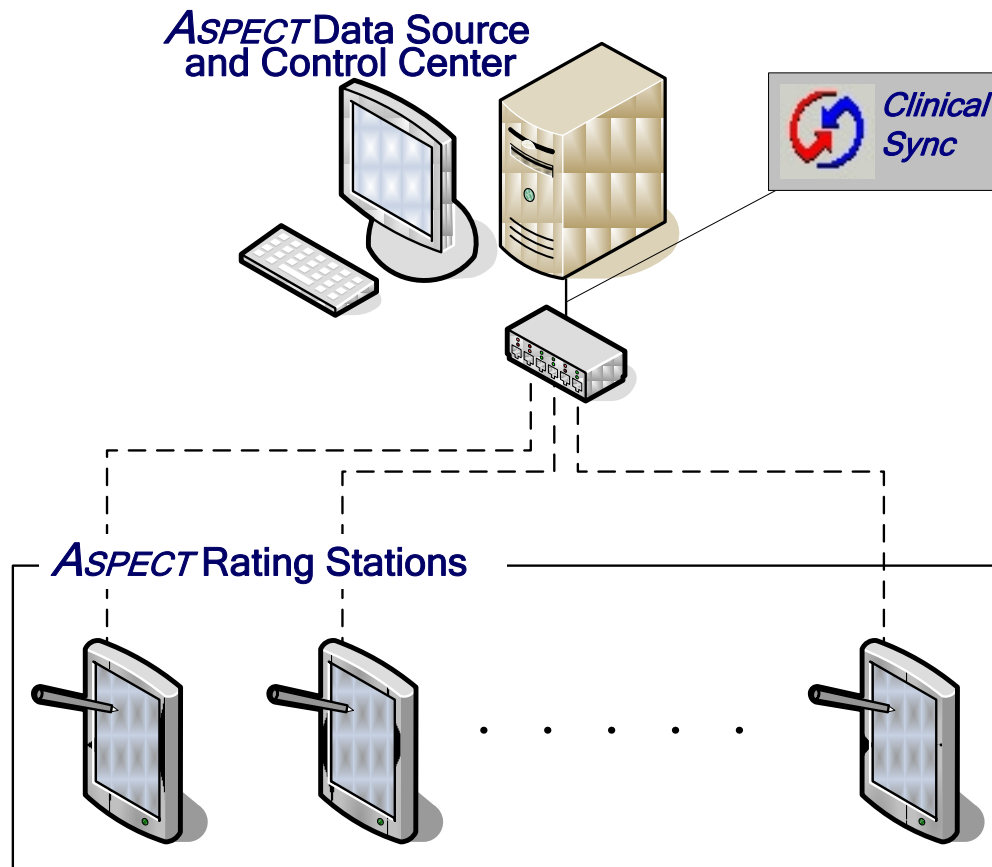 ASPECT Data Source
and Control Center
Clinical
Sync
ASPECT Rating Stations